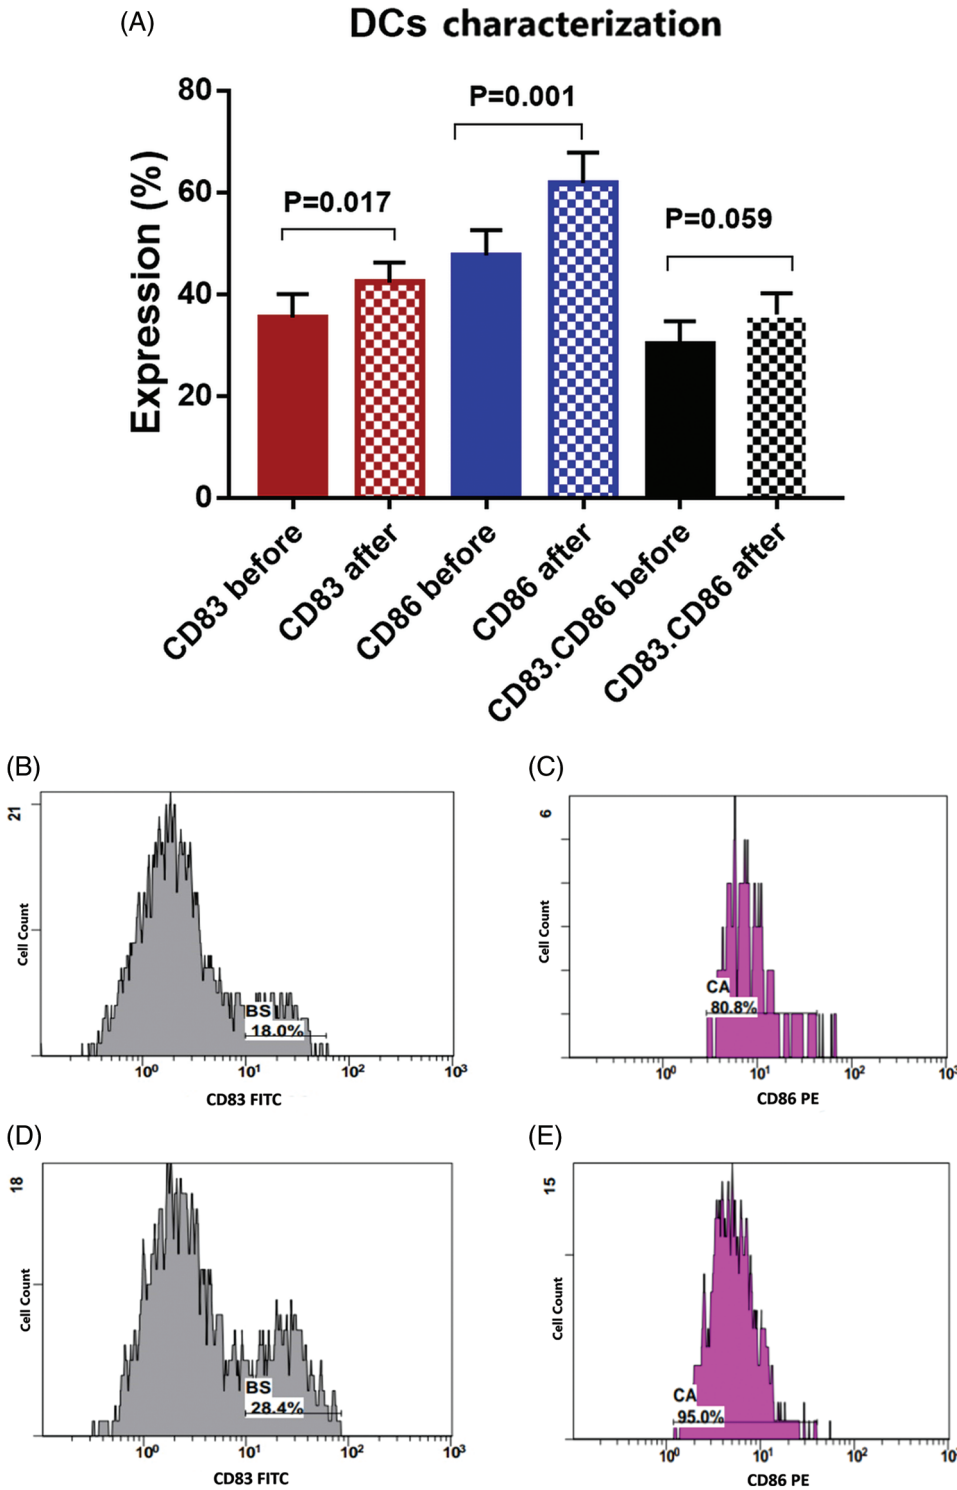 (A)
DCs characterization
P=0.001
P=0.017
P=0.059
Expression (%)
80
60
40
20
0
CD83 before
CD83 after
CD86 before
CD86 after
CD83.CD86 before
CD83.CD86 after
(B)
21
Cell Count
BS
18.0%
10⁰ 10¹ 10² 10³
CD83 FITC
(C)
6
Cell Count
CA
80.8%
10⁰ 10¹ 10² 10³
CD86 PE
(D)
18
Cell Count
BS
28.4%
10⁰ 10¹ 10² 10³
CD83 FITC
(E)
15
Cell Count
CA
95.0%
10⁰ 10¹ 10² 10³
CD86 PE